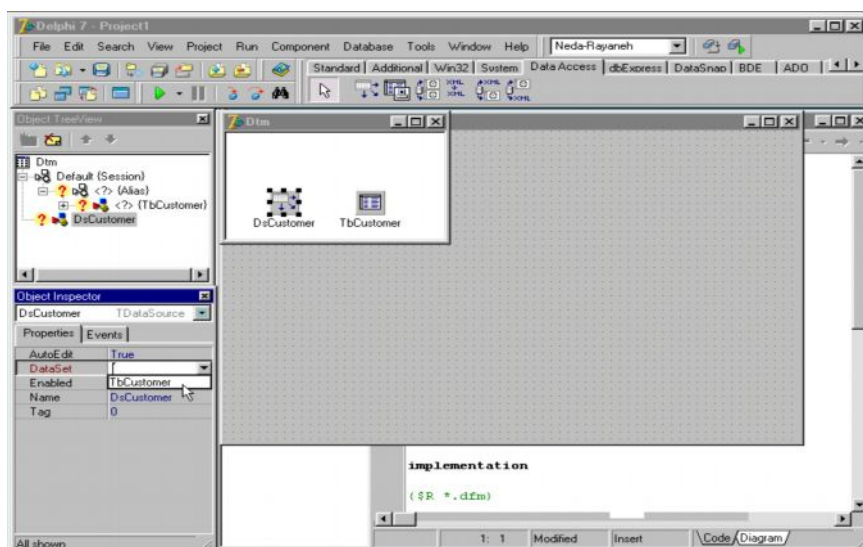 Delphi 7 - Project1
File Edit Search View Project Run Component Database Tools Window Help Neda-Rayaneh
Standard Additional Win32 System Data Access dbExpress DataSnap BDE ADO
Object TreeView
Dtm
Default {Session}
<?> {Alias}
<?> {TbCustomer}
DsCustomer
Dtm
DsCustomer
TbCustomer
Object Inspector
DsCustomer TDataSource
Properties Events
AutoEdit True
DataSet
TbCustomer
Enabled
Name DsCustomer
Tag 0
All shown
implementation
{$R *.dfm}
1: 1 Modified Insert Code Diagram